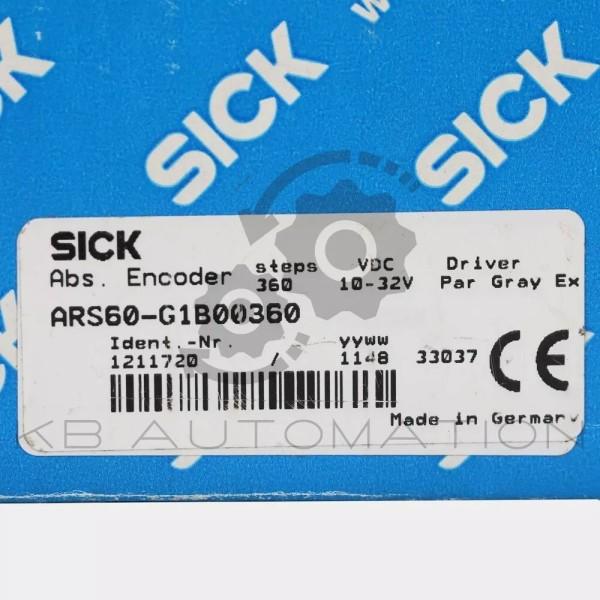 SICK
SICK
SICK
SICK
Abs. Encoder steps VDC Driver
360 10-32V Par Gray Ex
ARS60-G1B00360
Ident.-Nr. yyww
1211720 / 1148 33037 CE
Made in German
KB AUTOMATION